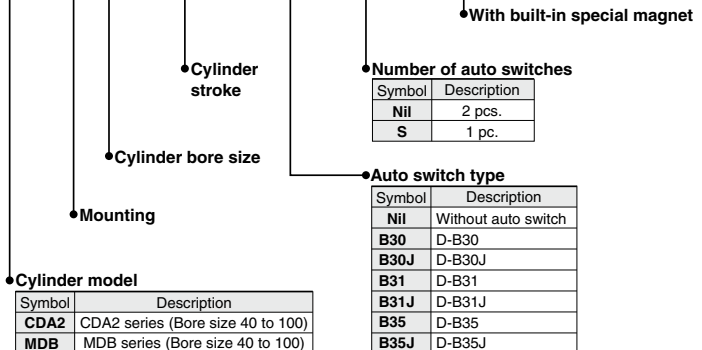 With built-in special magnet
Cylinder
stroke
Number of auto switches
Symbol Description
Nil 2 pcs.
S 1 pc.
Cylinder bore size
Auto switch type
Symbol Description
Nil Without auto switch
B30 D-B30
B30J D-B30J
B31 D-B31
B31J D-B31J
B35 D-B35
B35J D-B35J
Mounting
Cylinder model
Symbol Description
CDA2 CDA2 series (Bore size 40 to 100)
MDB MDB series (Bore size 40 to 100)